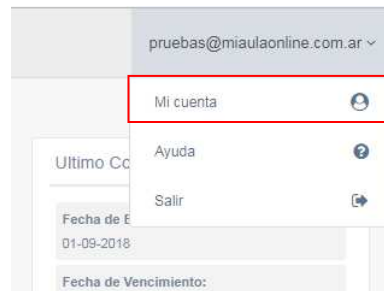 pruebas@miaulaonline.com.ar
Mi cuenta
Ayuda
Ultimo Co
Salir
Fecha de E
01-09-2018
Fecha de Vencimiento: